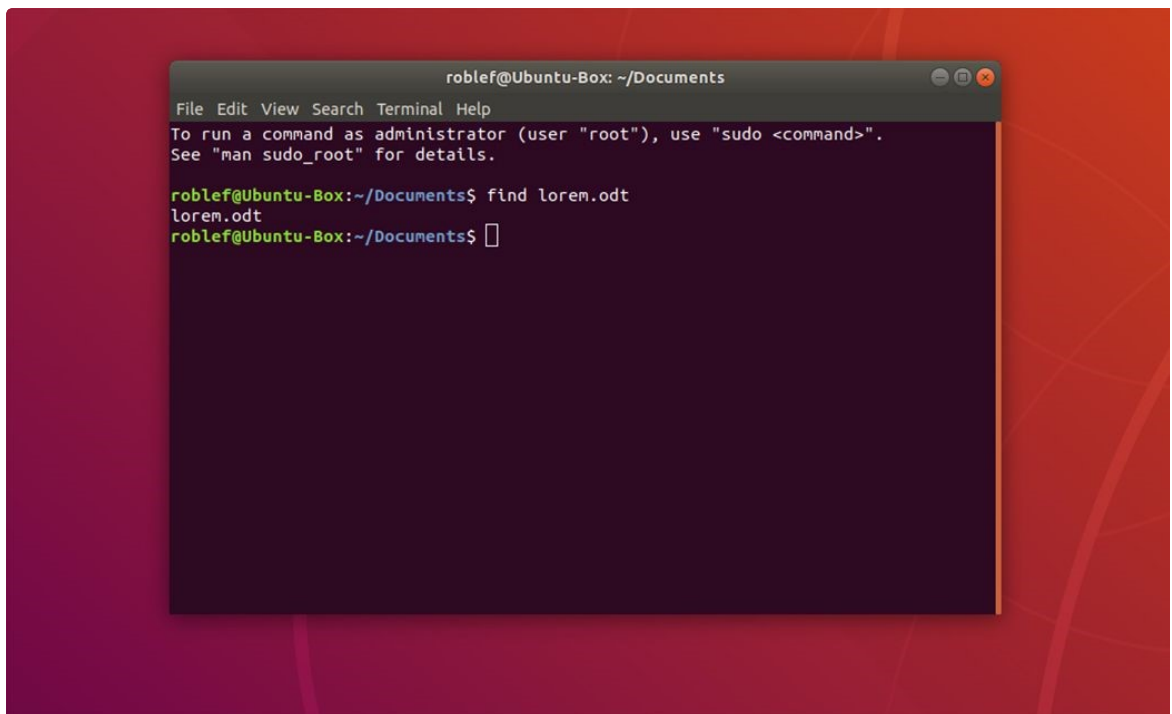 roblef@Ubuntu-Box: ~/Documents
File Edit View Search Terminal Help
To run a command as administrator (user "root"), use "sudo <command>".
See "man sudo_root" for details.
roblef@Ubuntu-Box:~/Documents$ find lorem.odt
lorem.odt
roblef@Ubuntu-Box:~/Documents$